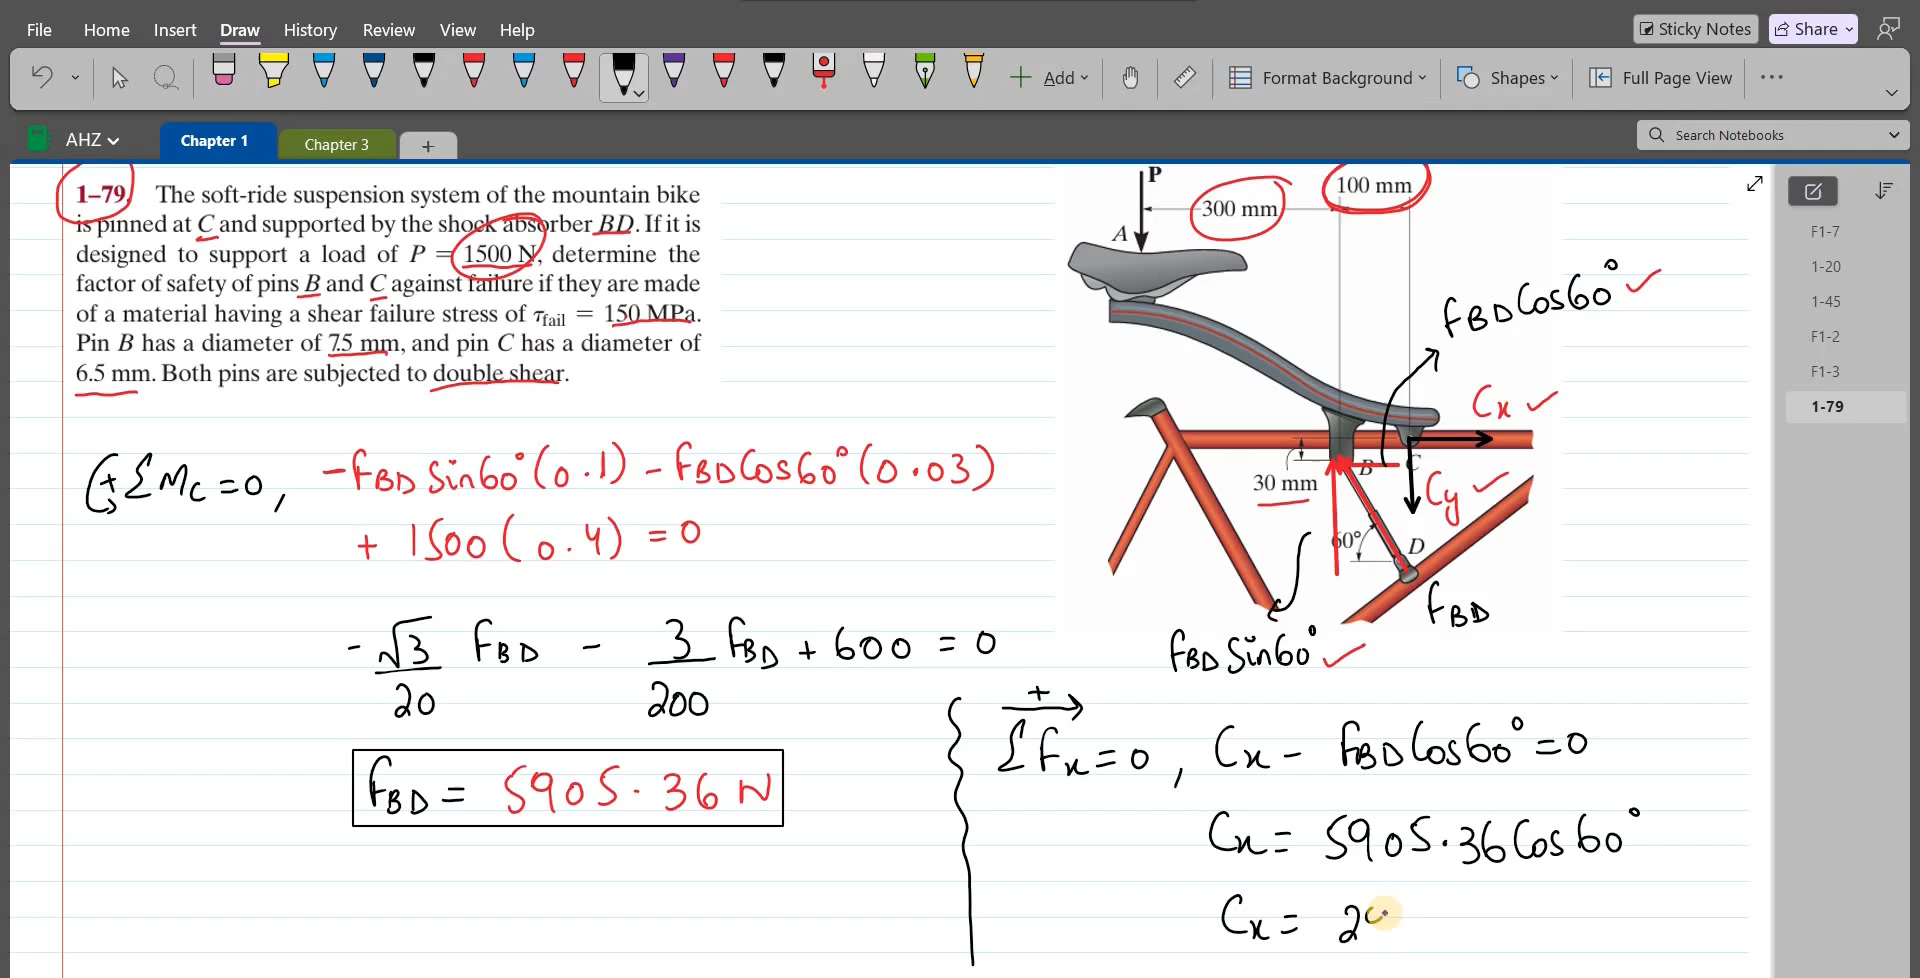 File Home Insert Draw History Review View Help Sticky Notes Share
Add Format Background Shapes Full Page View
AHZ Chapter 1 Chapter 3 + Search Notebooks
1–79. The soft-ride suspension system of the mountain bike
is pinned at C and supported by the shock absorber BD. If it is
designed to support a load of P = 1500 N, determine the
factor of safety of pins B and C against failure if they are made
of a material having a shear failure stress of τfail = 150 MPa.
Pin B has a diameter of 7.5 mm, and pin C has a diameter of
6.5 mm. Both pins are subjected to double shear.
P
100 mm
300 mm
A
FBD Cos60°
Cx
B
C
30 mm
Cy
60°
D
FBD
FBD Sin60°
+ΣMC = 0, -FBD Sin60° (0.1) - FBD Cos60° (0.03)
+ 1500 (0.4) = 0
- √3/20 FBD - 3/200 FBD + 600 = 0
FBD = 5905.36 N
+
ΣFx = 0, Cx - FBD Cos60° = 0
Cx = 5905.36 Cos60°
Cx = 2
F1-7
1-20
1-45
F1-2
F1-3
1-79